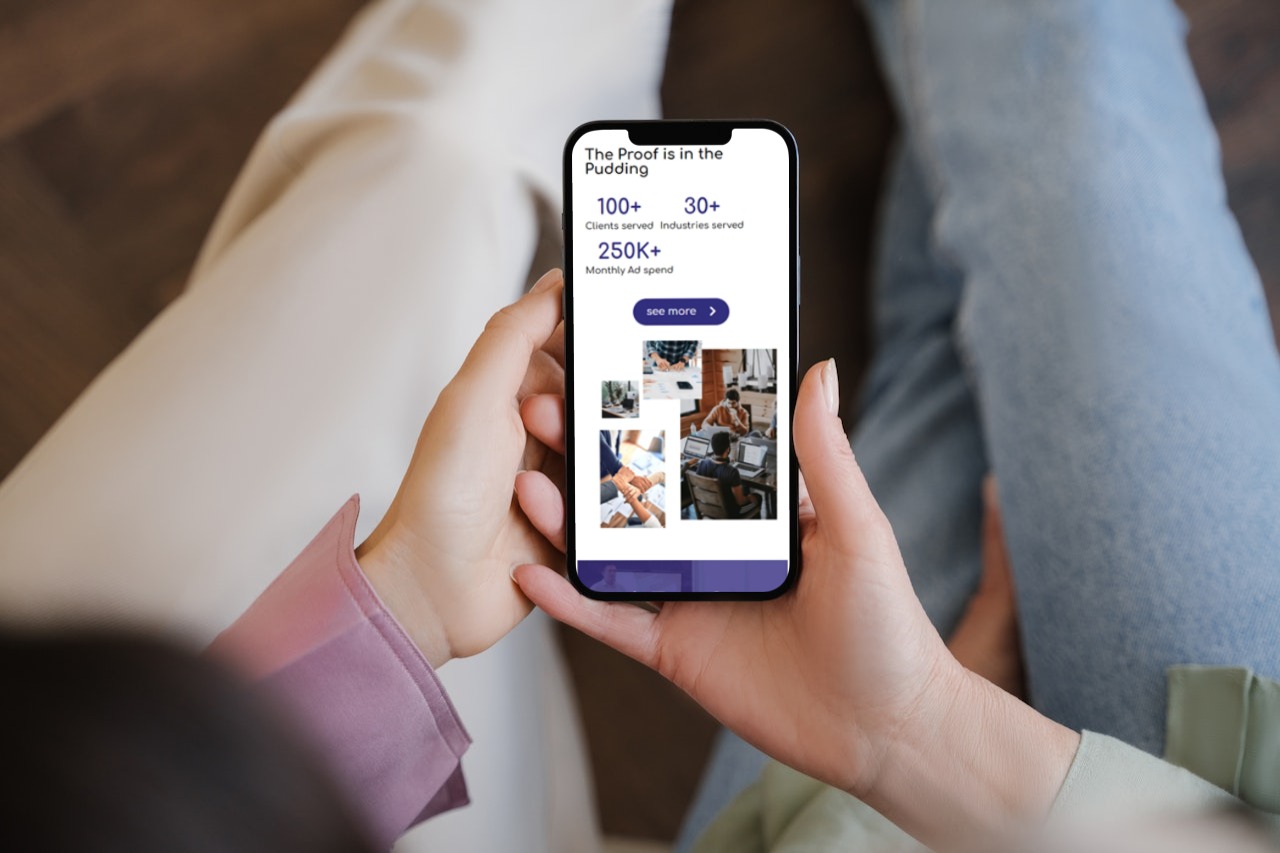 The Proof is in the
Pudding
100+ 30+
Clients served Industries served
250K+
Monthly Ad spend
see more